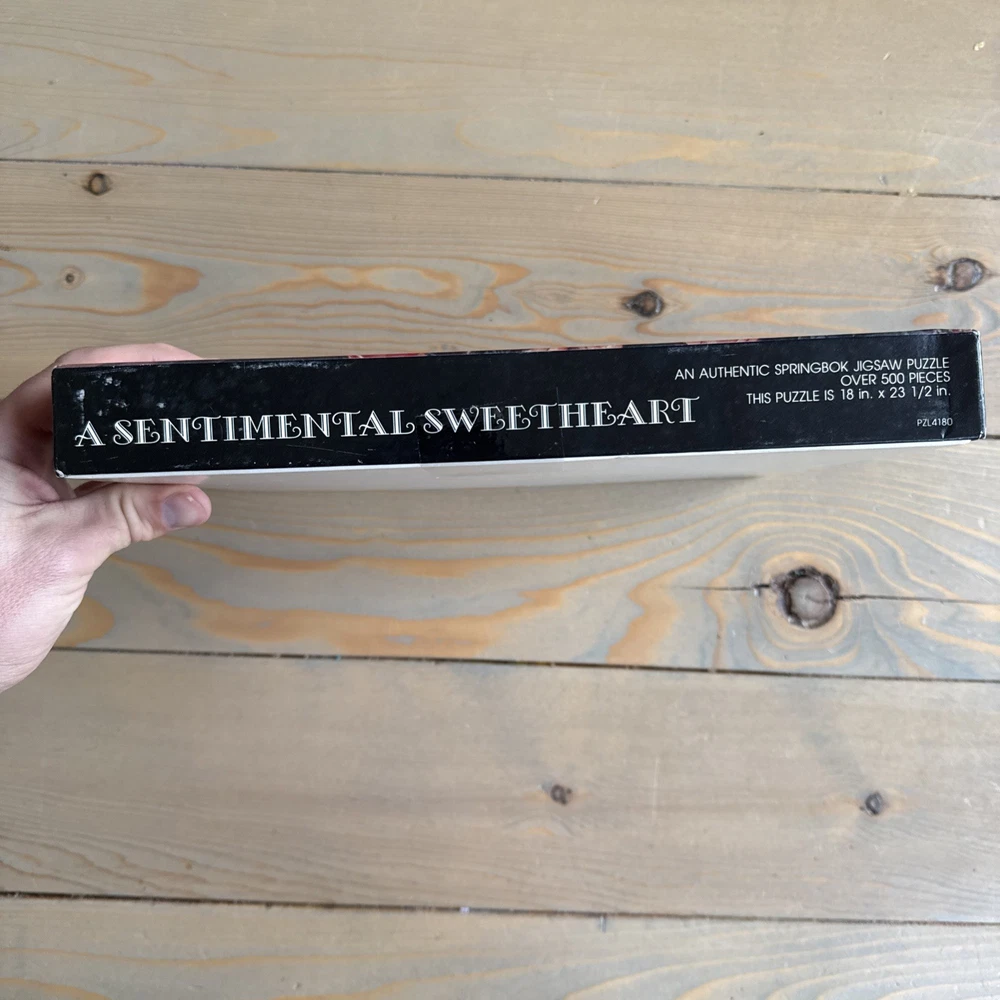 A SENTIMENTAL SWEETHEART
AN AUTHENTIC SPRINGBOK JIGSAW PUZZLE
OVER 500 PIECES
THIS PUZZLE IS 18 in. x 23 1/2 in.
PZL4180